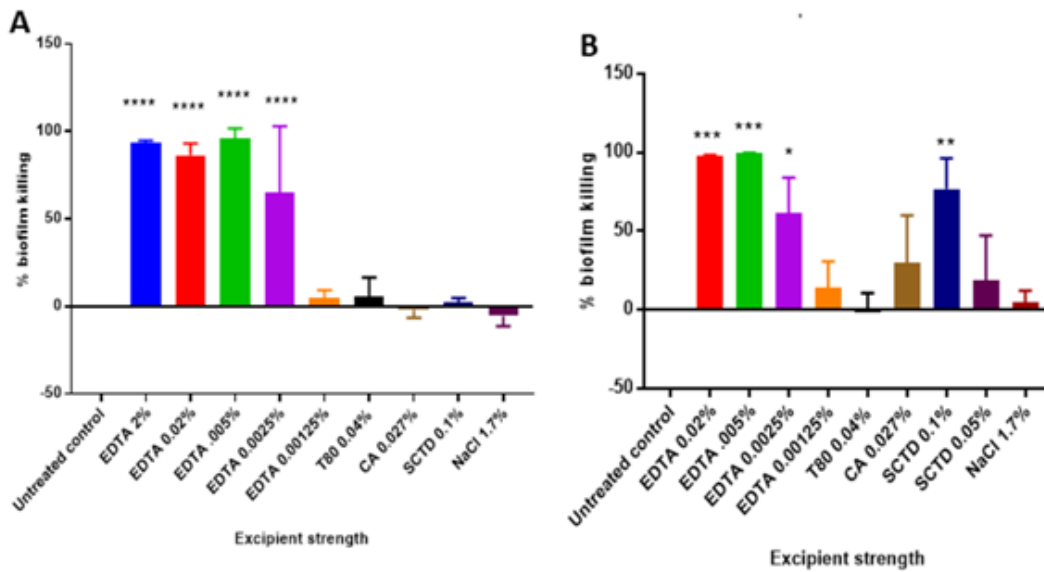 A
150
100
50
0
-50
% biofilm killing
**** **** **** ****
Untreated control
EDTA 2%
EDTA 0.02%
EDTA .005%
EDTA 0.0025%
EDTA 0.00125%
T80 0.04%
CA 0.027%
SCTD 0.1%
NaCl 1.7%
Excipient strength
B
150
100
50
0
-50
% biofilm killing
*** *** * **
Untreated control
EDTA 0.02%
EDTA .005%
EDTA 0.0025%
EDTA 0.00125%
T80 0.04%
CA 0.027%
SCTD 0.1%
SCTD 0.05%
NaCl 1.7%
Excipient strength